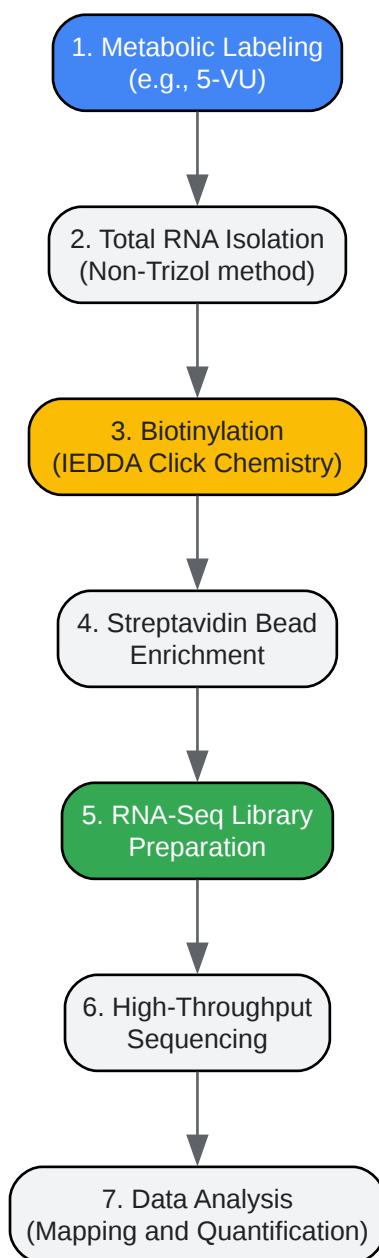 1. Metabolic Labeling
(e.g., 5-VU)
2. Total RNA Isolation
(Non-Trizol method)
3. Biotinylation
(IEDDA Click Chemistry)
4. Streptavidin Bead
Enrichment
5. RNA-Seq Library
Preparation
6. High-Throughput
Sequencing
7. Data Analysis
(Mapping and Quantification)